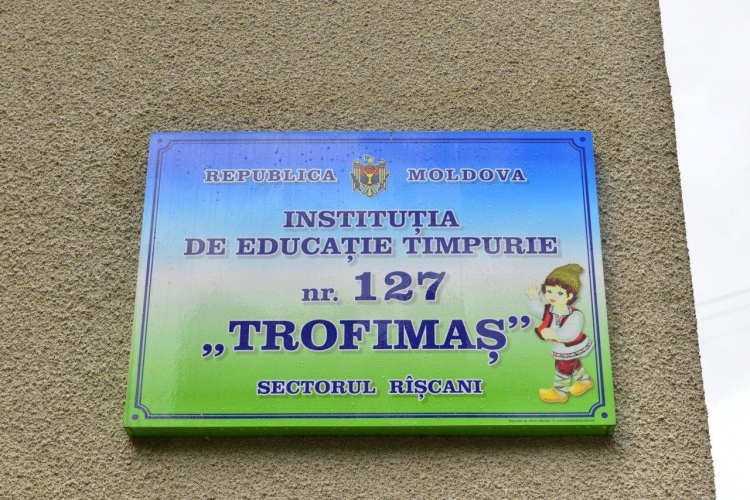 REPUBLICA MOLDOVA
INSTITUȚIA
DE EDUCAȚIE TIMPURIE
nr. 127
„TROFIMAȘ”
SECTORUL RÎȘCANI